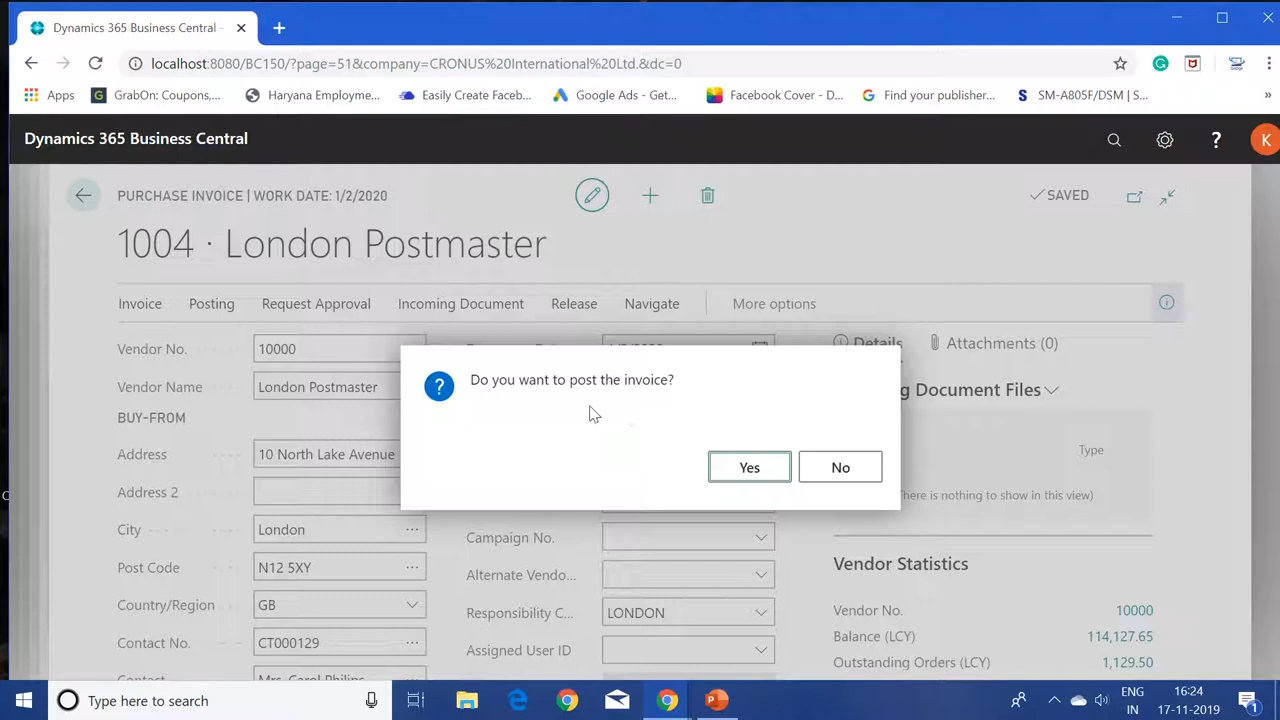 Dynamics 365 Business Central -
localhost:8080/BC150/?page=51&company=CRONUS%20International%20Ltd.&dc=0
Apps
GrabOn: Coupons,...
Haryana Employme...
Easily Create Faceb...
Google Ads - Get...
Facebook Cover - D...
Find your publisher...
SM-A805F/DSM | S...
»
Dynamics 365 Business Central
?
K
PURCHASE INVOICE | WORK DATE: 1/2/2020
SAVED
1004 · London Postmaster
Invoice
Posting
Request Approval
Incoming Document
Release
Navigate
More options
Vendor No.
10000
Details
Attachments (0)
Vendor Name
London Postmaster
g Document Files
BUY-FROM
Do you want to post the invoice?
Yes
No
Address
10 North Lake Avenue
Type
Address 2
here is nothing to show in this view)
City
London
Campaign No.
Post Code
N12 5XY
Alternate Vendo...
Vendor Statistics
Country/Region
GB
Responsibility C...
LONDON
Vendor No.
10000
Contact No.
CT000129
Assigned User ID
Balance (LCY)
114,127.65
Outstanding Orders (LCY)
1,129.50
Contact
Mrs. Carol Philips
Type here to search
ENG
IN
16:24
17-11-2019
1